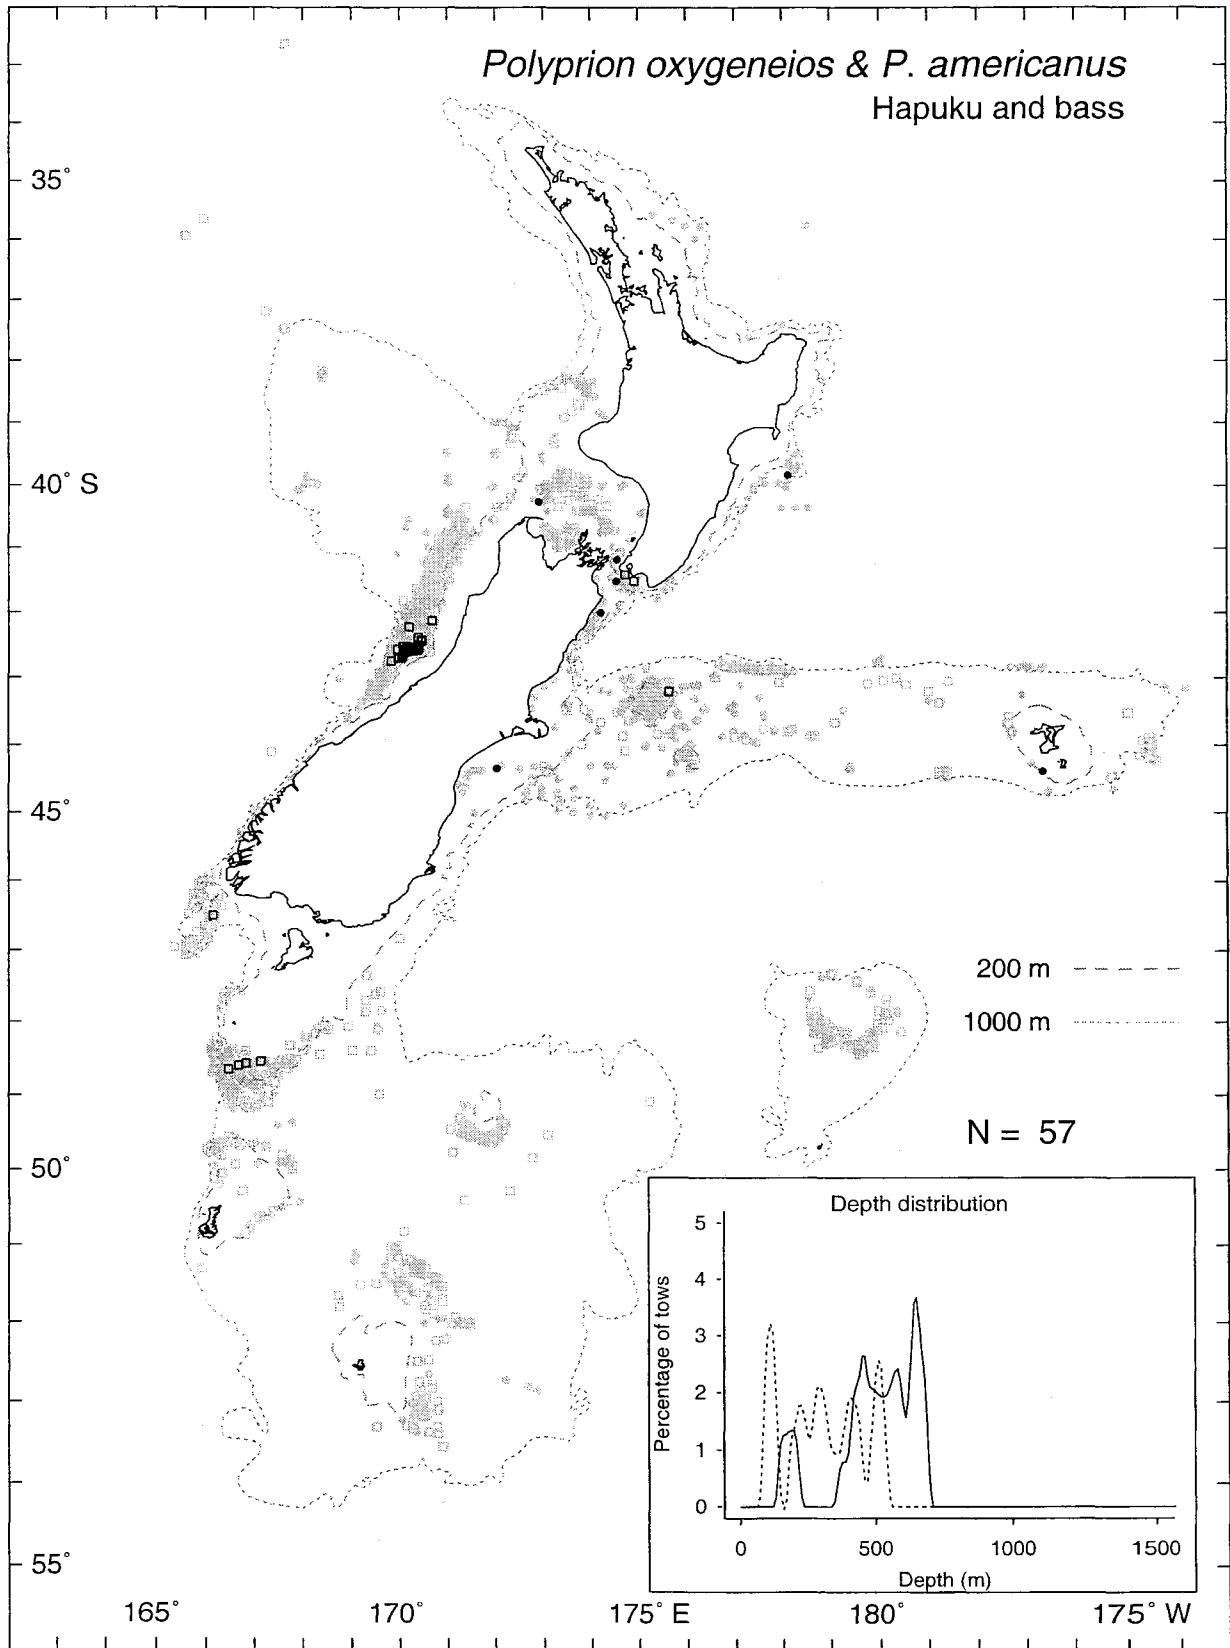 Polyprion oxygeneios & P. americanus
Hapuku and bass
35°
40° S
45°
50°
55°
200 m
1000 m
N = 57
Depth distribution
5
4
3
2
1
0
Percentage of tows
0 500 1000 1500
Depth (m)
165° 170° 175° E 180° 175° W